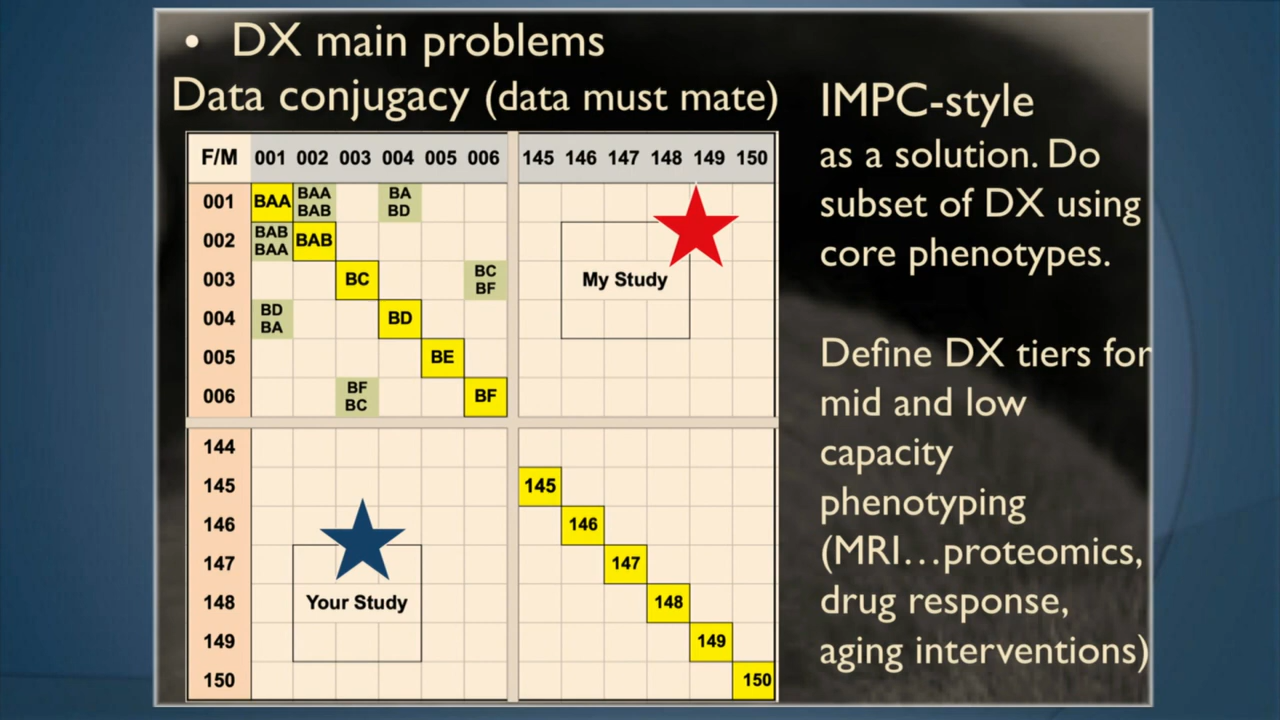 • DX main problems
Data conjugacy (data must mate)
F/M 001 002 003 004 005 006 145 146 147 148 149 150
001 BAA BAA BAB BA BD
002 BAB BAA BAB
003 BC BC BF
My Study
004 BD BA BD
005 BE
006 BF BC BF
144
145 145
146 146
147 147
148 Your Study 148
149 149
150 150
IMPC-style
as a solution. Do
subset of DX using
core phenotypes.
Define DX tiers for
mid and low
capacity
phenotyping
(MRI…proteomics,
drug response,
aging interventions)